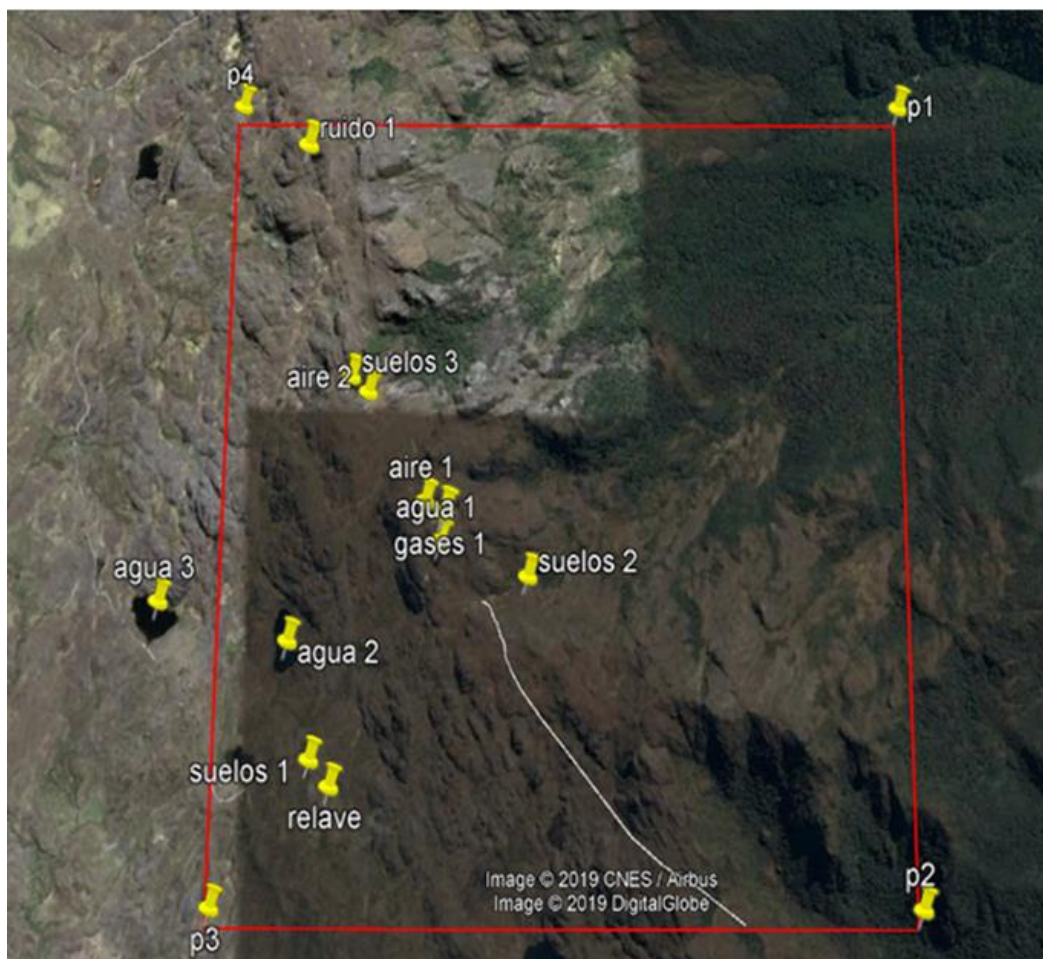 p4
p1
ruido 1
suelos 3
aire 2
aire 1
agua 1
gases 1
suelos 2
agua 3
agua 2
suelos 1
relave
Image © 2019 CNES / Airbus
Image © 2019 DigitalGlobe
p2
p3